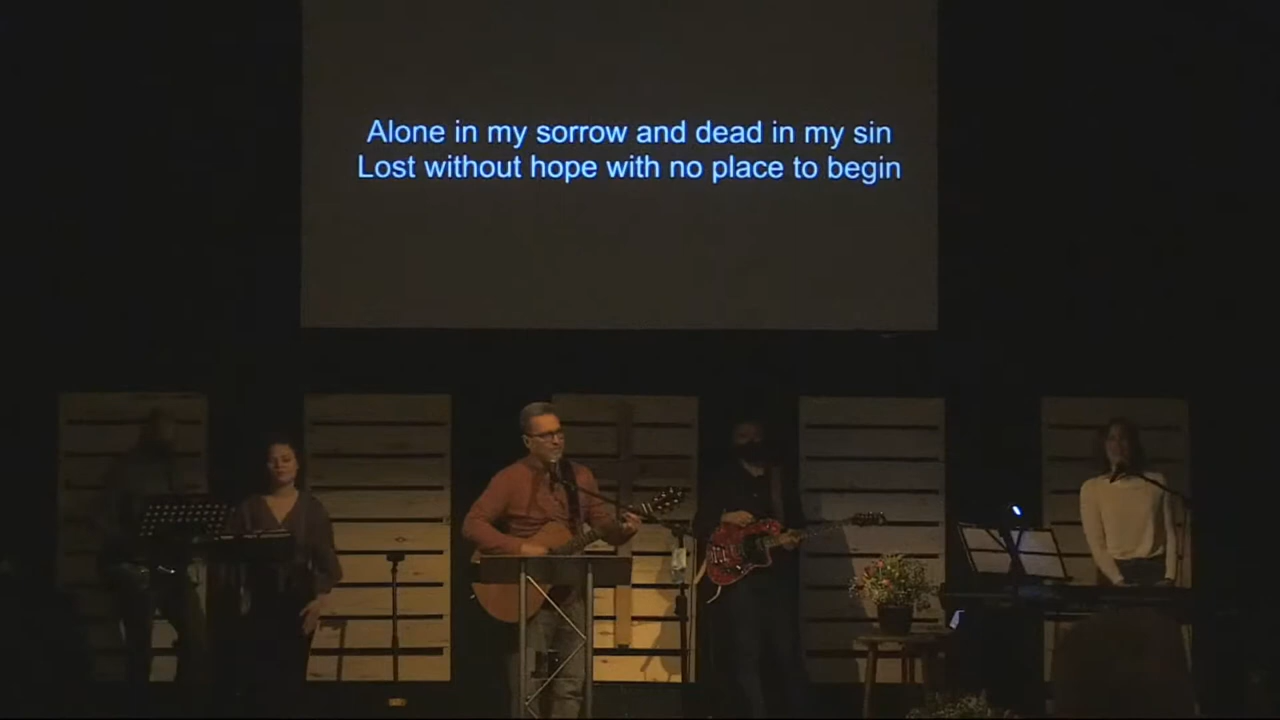 Alone in my sorrow and dead in my sin
Lost without hope with no place to begin